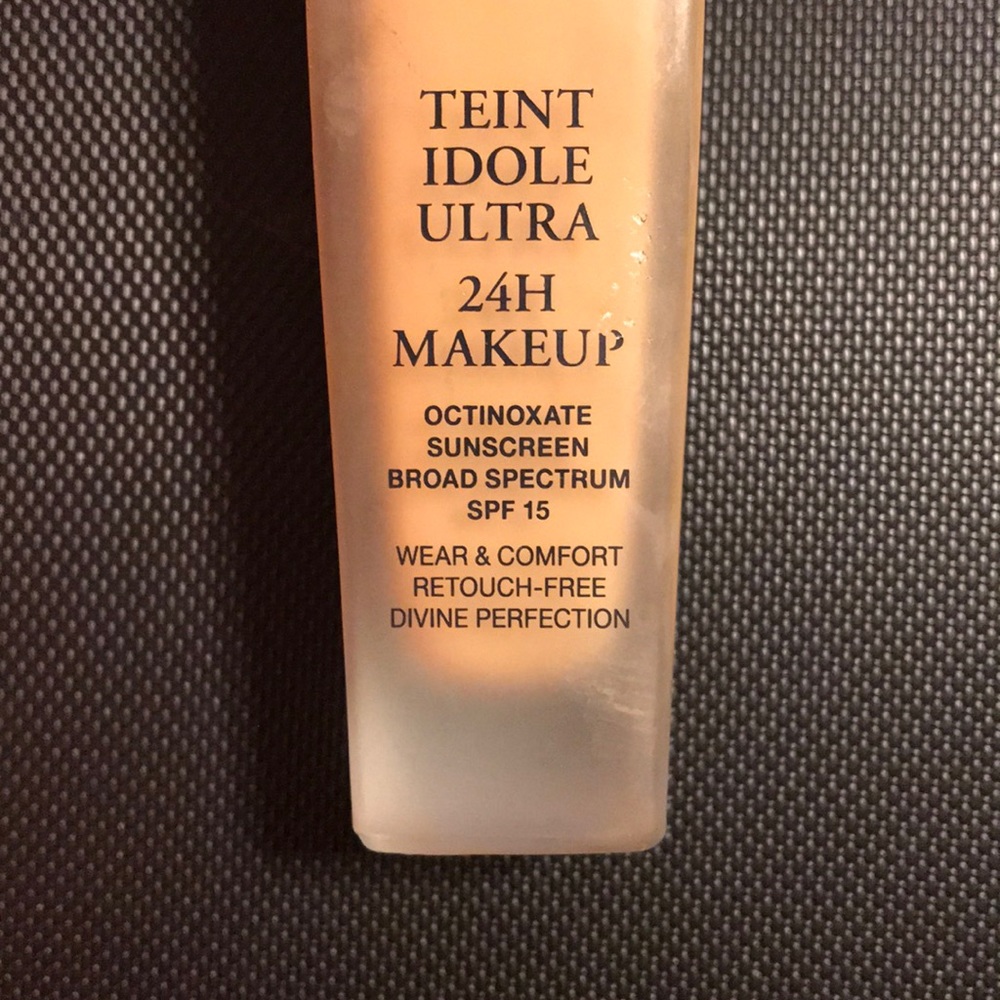 TEINT
IDOLE
ULTRA
24H
MAKEUP
OCTINOXATE
SUNSCREEN
BROAD SPECTRUM
SPF 15
WEAR & COMFORT
RETOUCH-FREE
DIVINE PERFECTION